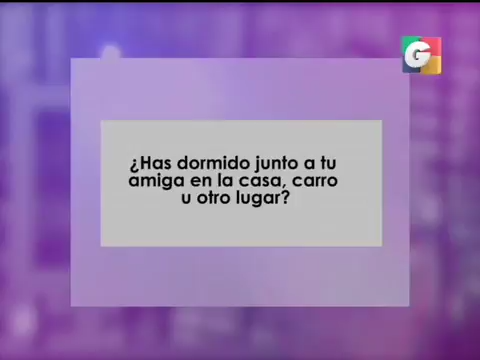 G
¿Has dormido junto a tu
amiga en la casa, carro
u otro lugar?